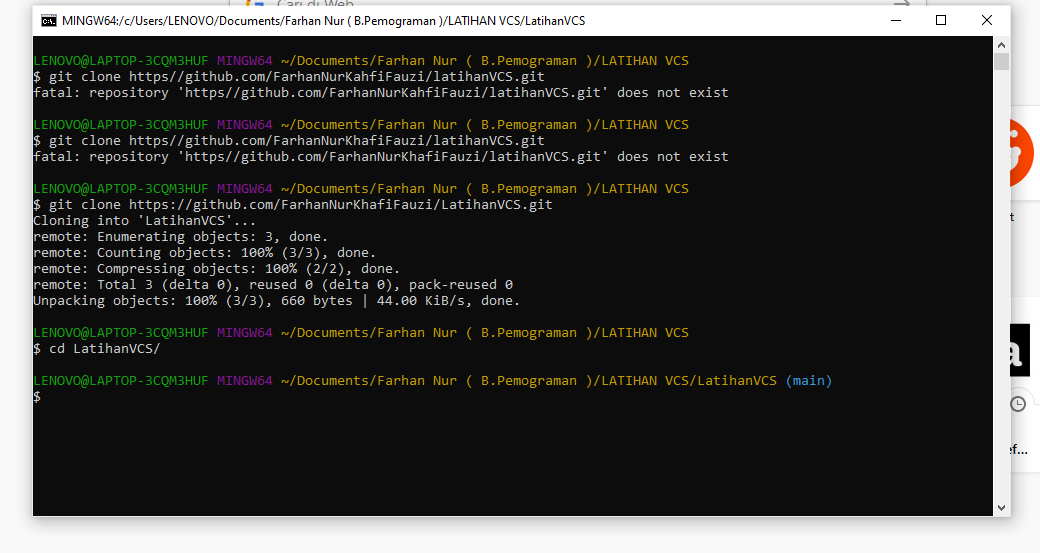 Cari di Web
MINGW64:/c/Users/LENOVO/Documents/Farhan Nur ( B.Pemograman )/LATIHAN VCS/LatihanVCS
LENOVO@LAPTOP-3CQM3HUF MINGW64 ~/Documents/Farhan Nur ( B.Pemograman )/LATIHAN VCS
$ git clone https//github.com/FarhanNurKahfiFauzi/latihanVCS.git
fatal: repository 'https//github.com/FarhanNurKahfiFauzi/latihanVCS.git' does not exist
LENOVO@LAPTOP-3CQM3HUF MINGW64 ~/Documents/Farhan Nur ( B.Pemograman )/LATIHAN VCS
$ git clone https//github.com/FarhanNurKhafiFauzi/latihanVCS.git
fatal: repository 'https//github.com/FarhanNurKhafiFauzi/latihanVCS.git' does not exist
LENOVO@LAPTOP-3CQM3HUF MINGW64 ~/Documents/Farhan Nur ( B.Pemograman )/LATIHAN VCS
$ git clone https://github.com/FarhanNurKhafiFauzi/LatihanVCS.git
Cloning into 'LatihanVCS'...
remote: Enumerating objects: 3, done.
remote: Counting objects: 100% (3/3), done.
remote: Compressing objects: 100% (2/2), done.
remote: Total 3 (delta 0), reused 0 (delta 0), pack-reused 0
Unpacking objects: 100% (3/3), 660 bytes | 44.00 KiB/s, done.
LENOVO@LAPTOP-3CQM3HUF MINGW64 ~/Documents/Farhan Nur ( B.Pemograman )/LATIHAN VCS
$ cd LatihanVCS/
LENOVO@LAPTOP-3CQM3HUF MINGW64 ~/Documents/Farhan Nur ( B.Pemograman )/LATIHAN VCS/LatihanVCS (main)
$